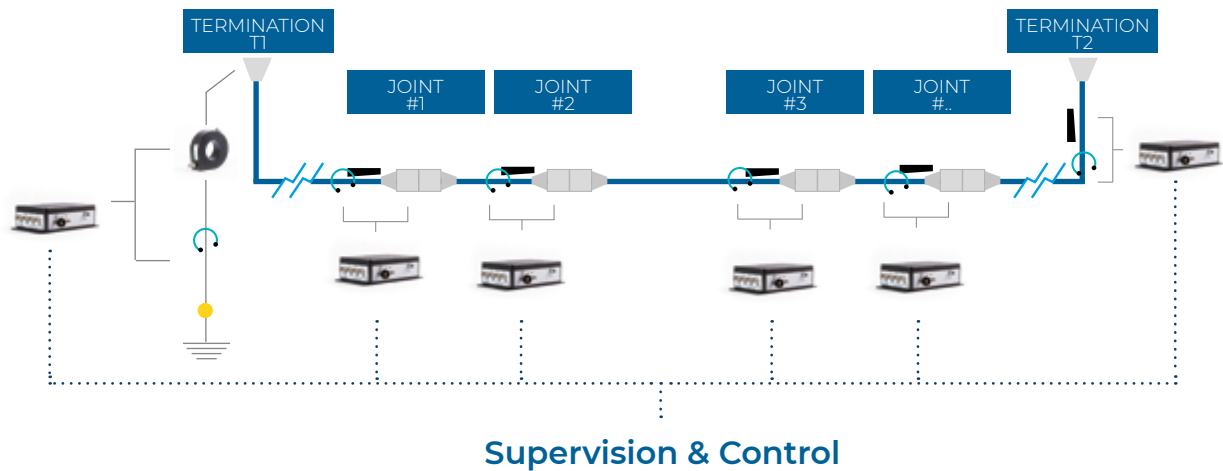 TERMINATION
T1
TERMINATION
T2
JOINT
#1
JOINT
#2
JOINT
#3
JOINT
#..
Supervision & Control